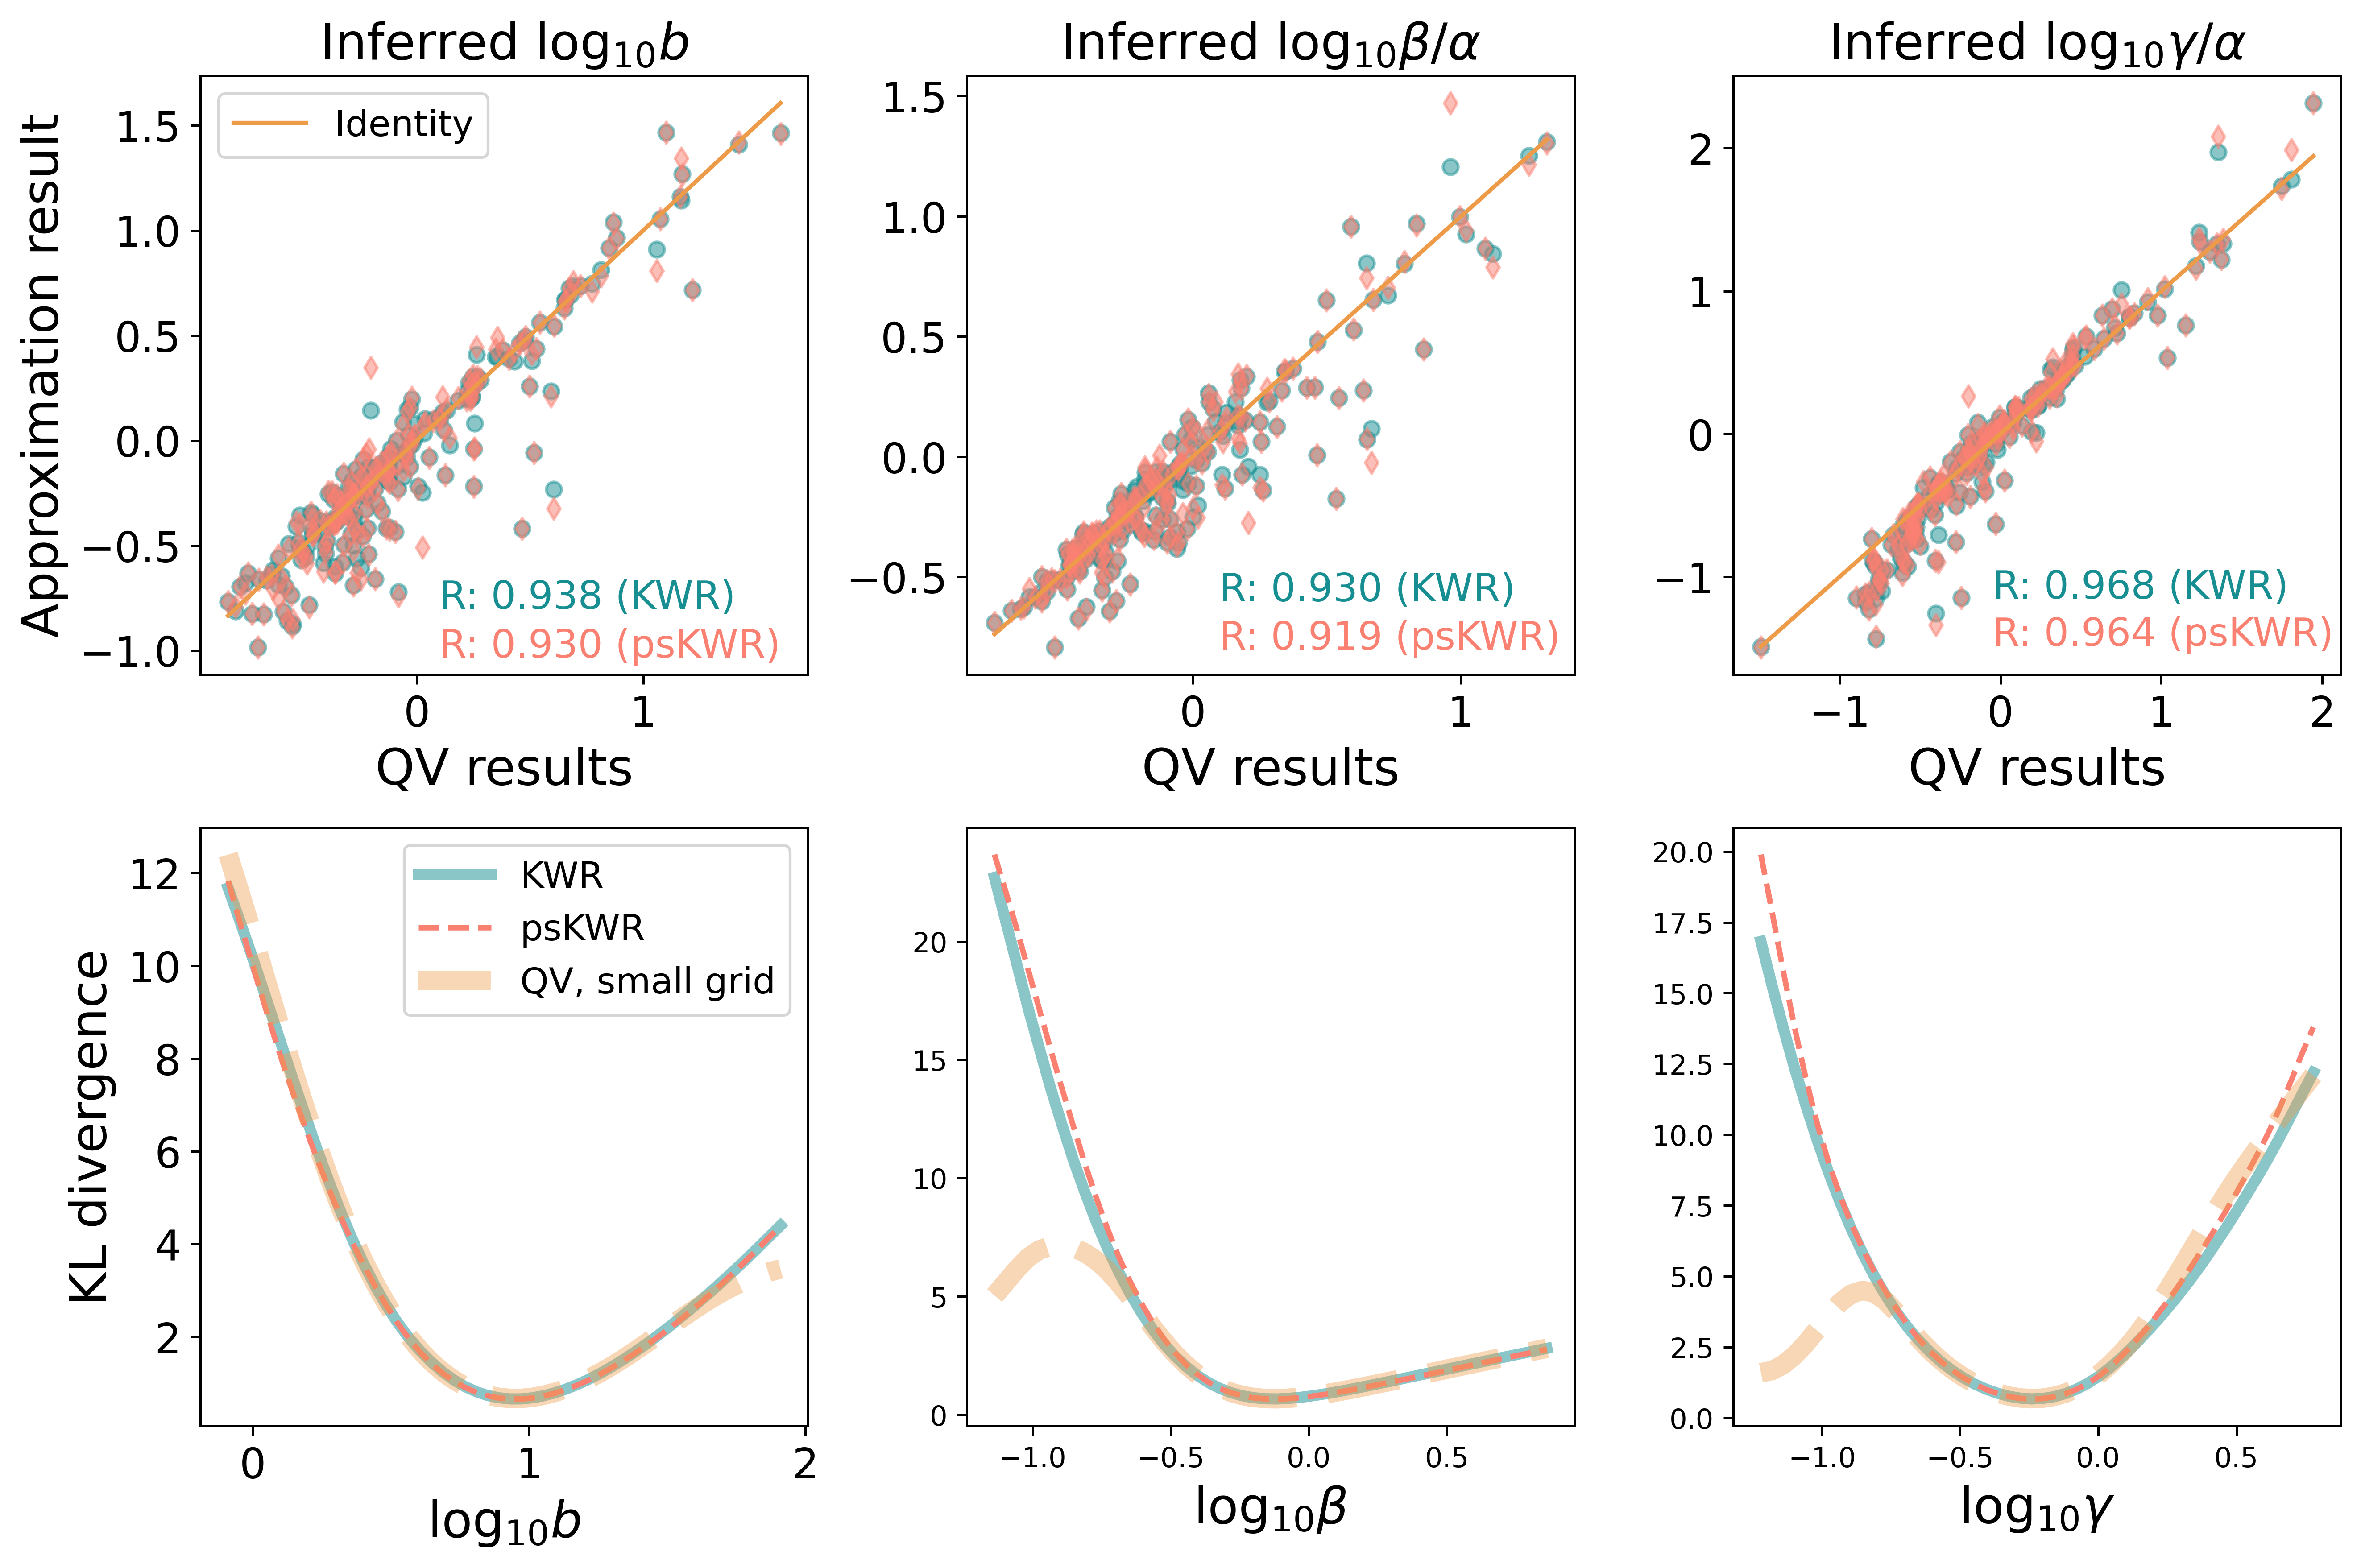 Inferred log₁₀b
Inferred log₁₀β/α
Inferred log₁₀γ/α
Approximation result
1.5
1.0
0.5
0.0
−0.5
−1.0
Identity
R: 0.938 (KWR)
R: 0.930 (psKWR)
0 1
QV results
1.5
1.0
0.5
0.0
−0.5
R: 0.930 (KWR)
R: 0.919 (psKWR)
0 1
QV results
2
1
0
−1
R: 0.968 (KWR)
R: 0.964 (psKWR)
−1 0 1 2
QV results
KL divergence
12
10
8
6
4
2
KWR
psKWR
QV, small grid
0 1 2
log₁₀b
20
15
10
5
0
−1.0 −0.5 0.0 0.5
log₁₀β
20.0
17.5
15.0
12.5
10.0
7.5
5.0
2.5
0.0
−1.0 −0.5 0.0 0.5
log₁₀γ